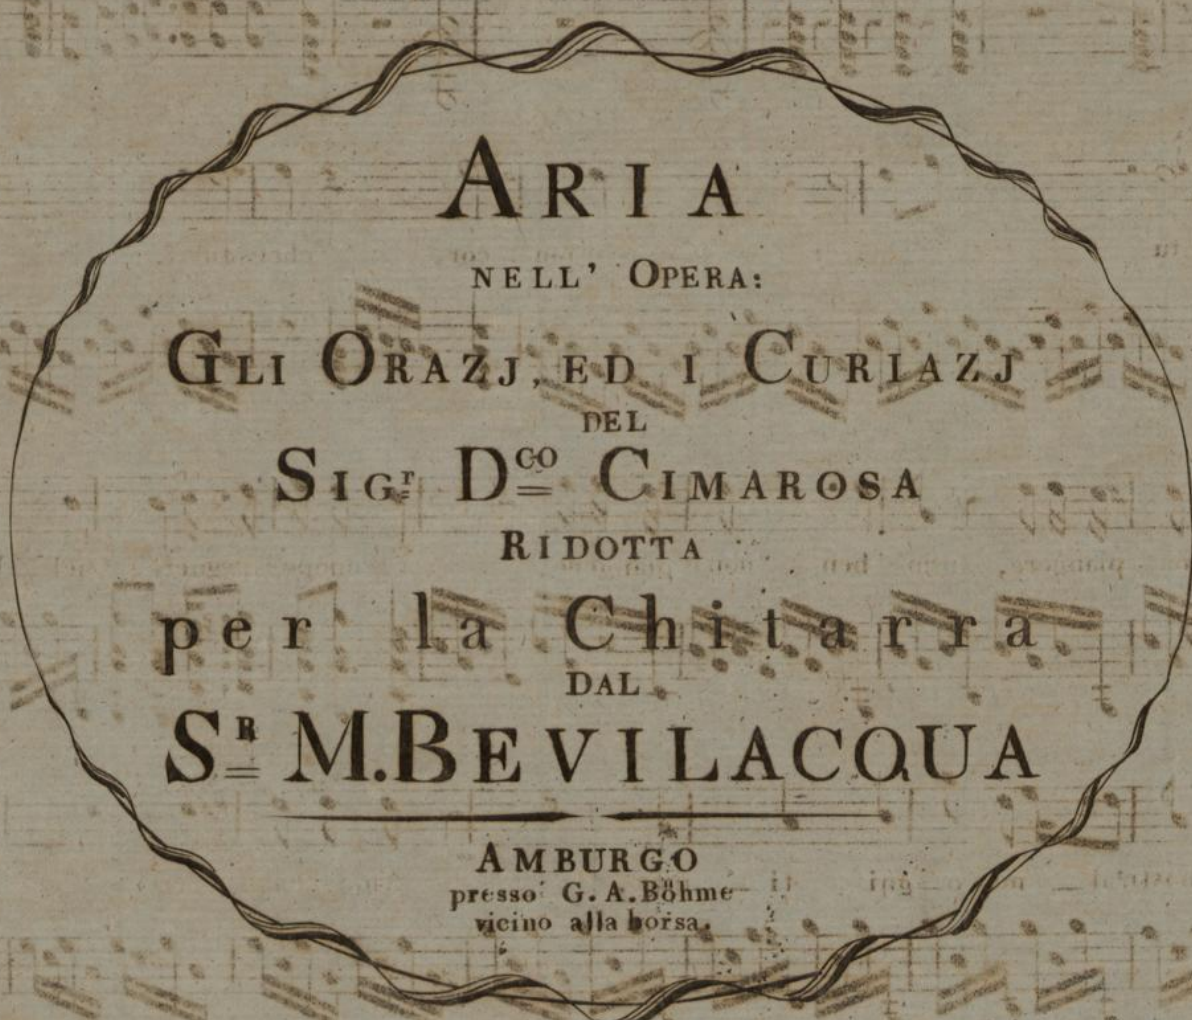 ARIA
NELL' OPERA:
GLI ORAZJ, ED I CURIAZJ
DEL
SIGr. Dco CIMAROSA
RIDOTTA
per la Chitarra
DAL
SR M. BEVILACQUA
AMBURGO
presso G. A. Böhme
vicino alla borsa.